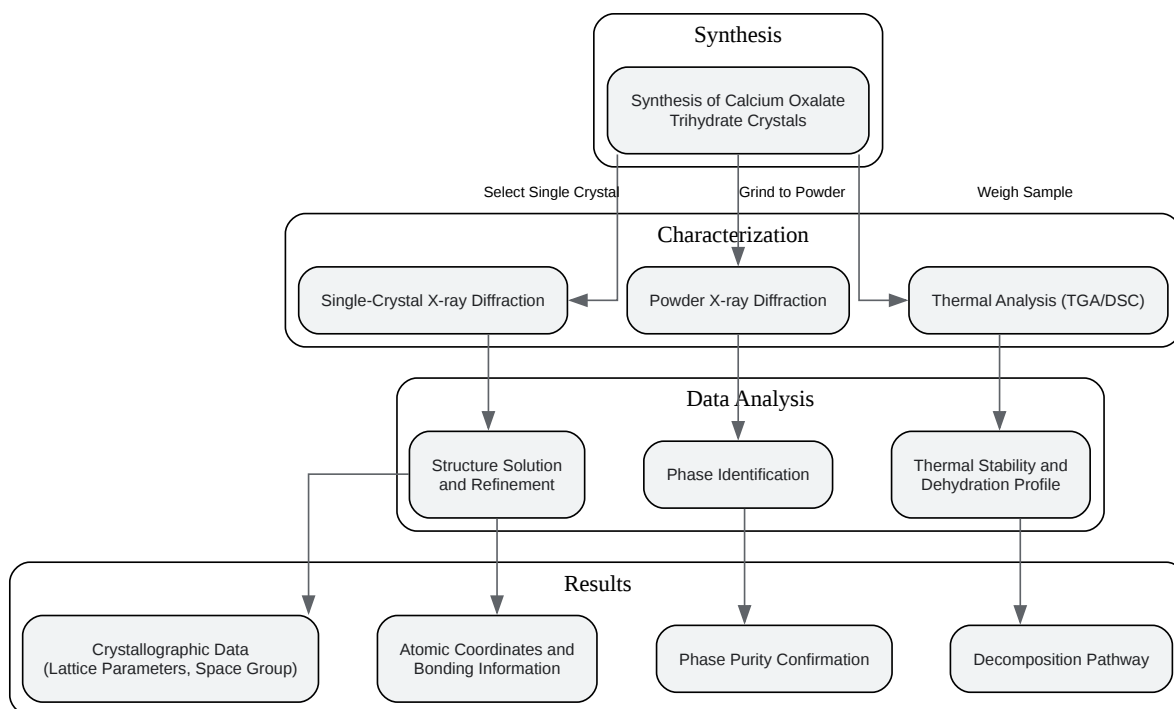 Synthesis
Synthesis of Calcium Oxalate
Trihydrate Crystals
Select Single Crystal
Grind to Powder
Weigh Sample
Characterization
Single-Crystal X-ray Diffraction
Powder X-ray Diffraction
Thermal Analysis (TGA/DSC)
Data Analysis
Structure Solution
and Refinement
Phase Identification
Thermal Stability and
Dehydration Profile
Results
Crystallographic Data
(Lattice Parameters, Space Group)
Atomic Coordinates and
Bonding Information
Phase Purity Confirmation
Decomposition Pathway